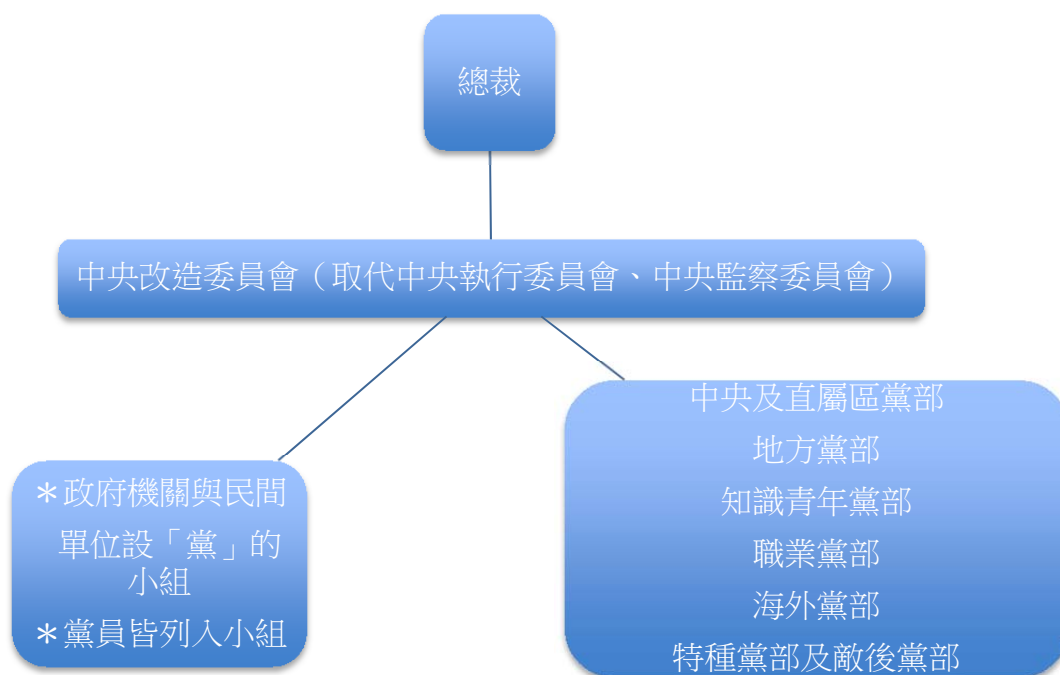 總裁
中央改造委員會（取代中央執行委員會、中央監察委員會）
＊政府機關與民間
單位設「黨」的
小組
＊黨員皆列入小組
中央及直屬區黨部
地方黨部
知識青年黨部
職業黨部
海外黨部
特種黨部及敵後黨部